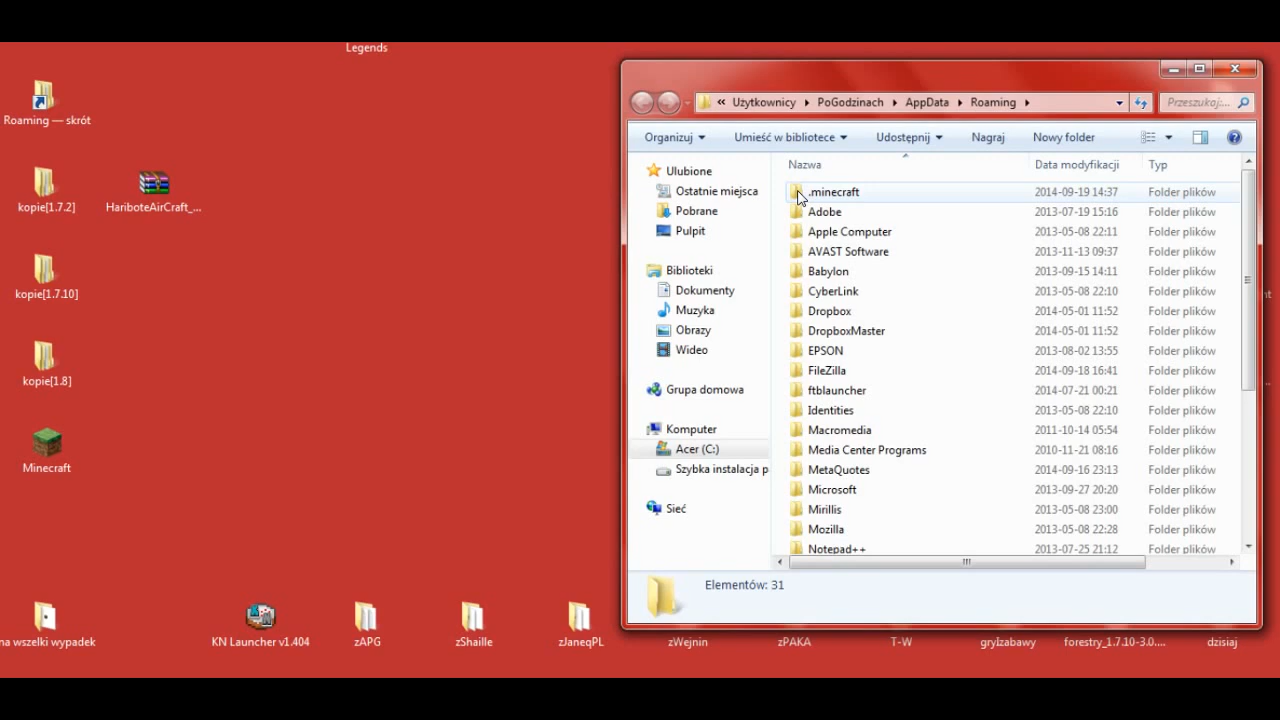 Legends
Roaming — skrót
kopie[1.7.2]
HariboteAirCraft_...
kopie[1.7.10]
kopie[1.8]
Minecraft
na wszelki wypadek
KN Launcher v1.404
zAPG
zShaille
zJaneqPL
zWejnin
zPAKA
T-W
gryIzabawy
forestry_1.7.10-3.0....
dzisiaj
« Użytkownicy PoGodzinach AppData Roaming
Przeszukaj:...
Organizuj Umieść w bibliotece Udostępnij Nagraj Nowy folder
Ulubione
Ostatnie miejsca
Pobrane
Pulpit
Biblioteki
Dokumenty
Muzyka
Obrazy
Wideo
Grupa domowa
Komputer
Acer (C:)
Szybka instalacja p
Sieć
Nazwa Data modyfikacji Typ
.minecraft 2014-09-19 14:37 Folder plików
Adobe 2013-07-19 15:16 Folder plików
Apple Computer 2013-05-08 22:11 Folder plików
AVAST Software 2013-11-13 09:37 Folder plików
Babylon 2013-09-15 14:11 Folder plików
CyberLink 2013-05-08 22:10 Folder plików
Dropbox 2014-05-01 11:52 Folder plików
DropboxMaster 2014-05-01 11:52 Folder plików
EPSON 2013-08-02 13:55 Folder plików
FileZilla 2014-09-18 16:41 Folder plików
ftblauncher 2014-07-21 00:21 Folder plików
Identities 2013-05-08 22:10 Folder plików
Macromedia 2011-10-14 05:54 Folder plików
Media Center Programs 2010-11-21 08:16 Folder plików
MetaQuotes 2014-09-16 23:13 Folder plików
Microsoft 2013-09-27 20:20 Folder plików
Mirillis 2013-05-08 23:00 Folder plików
Mozilla 2013-05-08 22:28 Folder plików
Notepad++ 2013-07-25 21:12 Folder plików
Elementów: 31